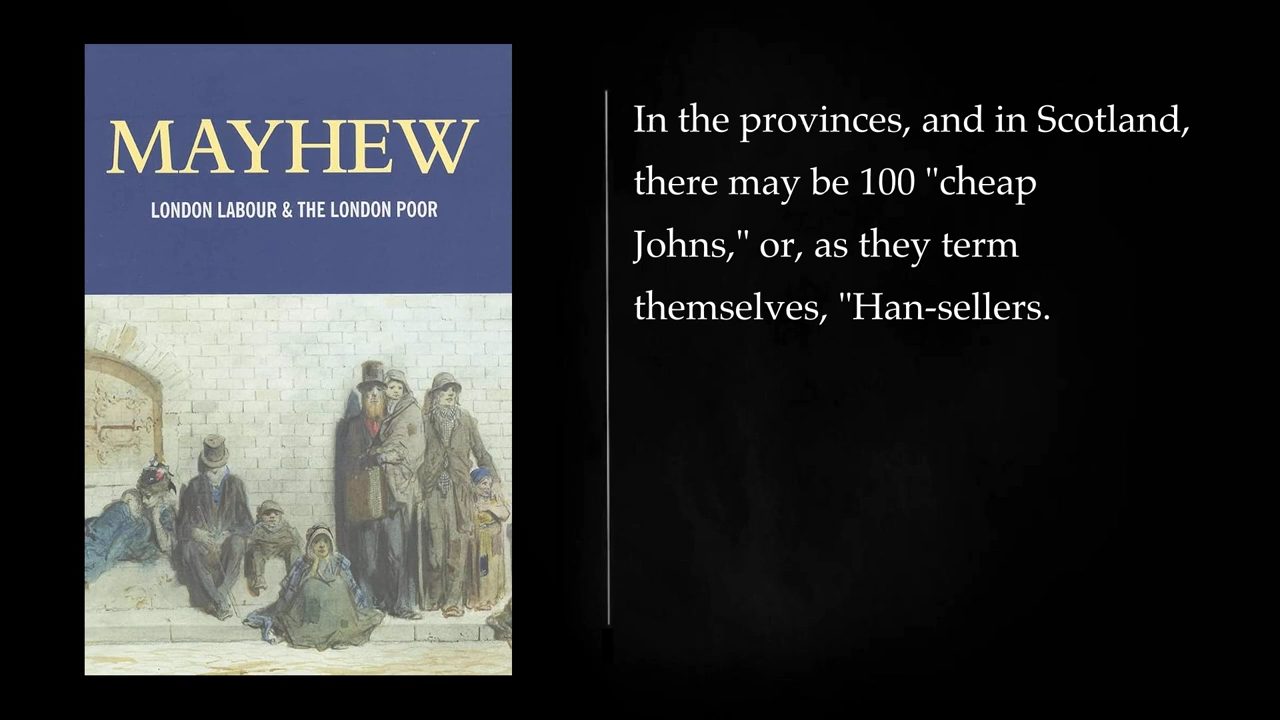 MAYHEW
LONDON LABOUR & THE LONDON POOR
In the provinces, and in Scotland,
there may be 100 "cheap
Johns," or, as they term
themselves, "Han-sellers.